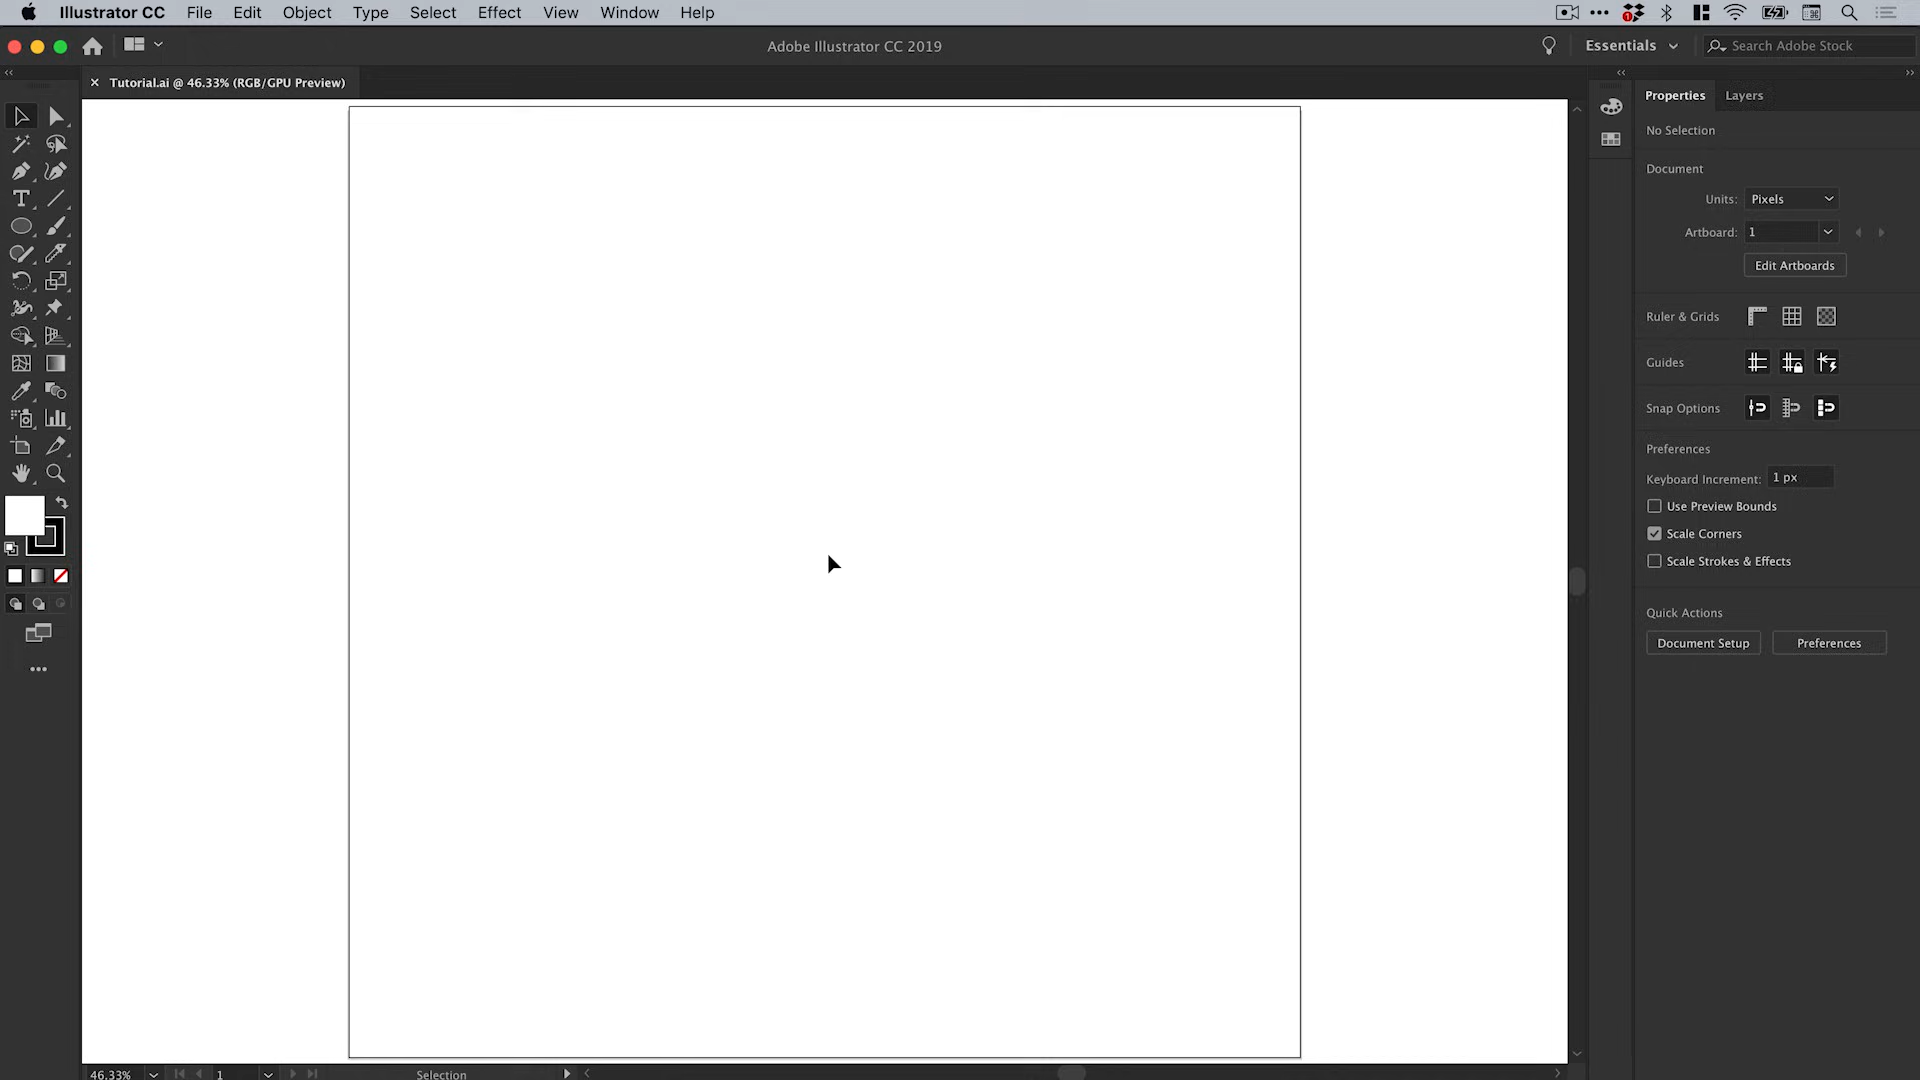 Illustrator CC File Edit Object Type Select Effect View Window Help
Adobe Illustrator CC 2019
Essentials
Search Adobe Stock
Tutorial.ai @ 46.33% (RGB/GPU Preview)
Properties Layers
No Selection
Document
Units: Pixels
Artboard: 1
Edit Artboards
Ruler & Grids
Guides
Snap Options
Preferences
Keyboard Increment: 1 px
Use Preview Bounds
Scale Corners
Scale Strokes & Effects
Quick Actions
Document Setup Preferences
46.33% 1 Selection